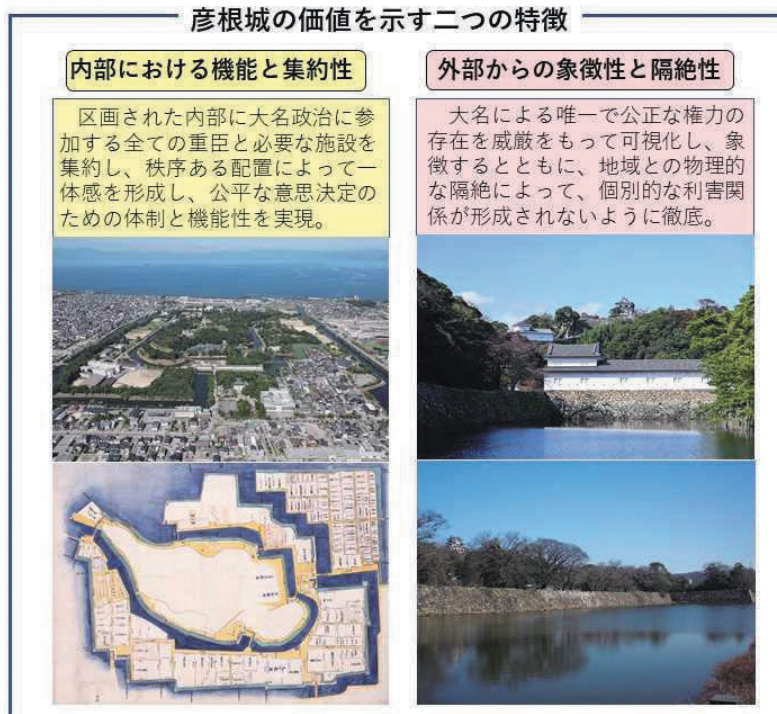 彦根城の価値を示す二つの特徴
内部における機能と集約性
区画された内部に大名政治に参
加する全ての重臣と必要な施設を
集約し、秩序ある配置によって一
体感を形成し、公平な意思決定の
ための体制と機能性を実現。
外部からの象徴性と隔絶性
大名による唯一で公正な権力の
存在を威厳をもって可視化し、象
徴するとともに、地域との物理的
な隔絶によって、個別的な利害関
係が形成されないように徹底。